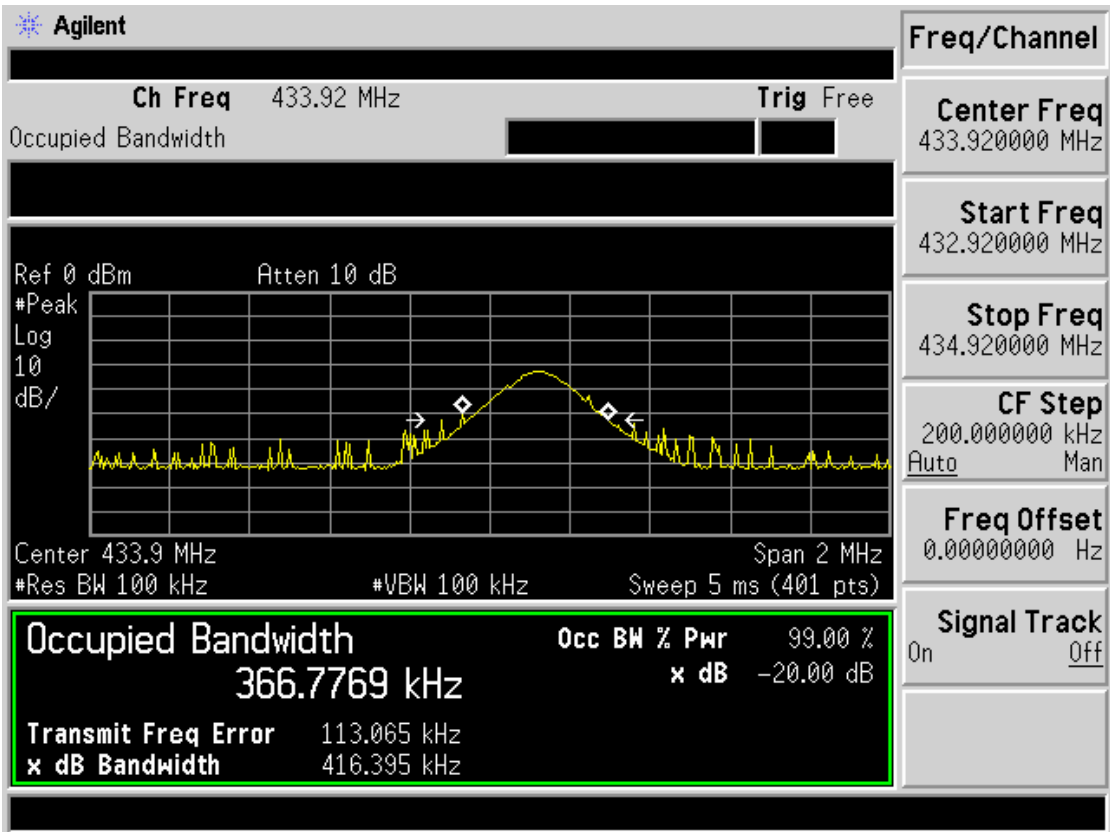 Agilent
Ch Freq 433.92 MHz Trig Free
Occupied Bandwidth
Ref 0 dBm Atten 10 dB
#Peak
Log
10
dB/
Center 433.9 MHz Span 2 MHz
#Res BW 100 kHz #VBW 100 kHz Sweep 5 ms (401 pts)
Occupied Bandwidth Occ BW % Pwr 99.00 %
366.7769 kHz x dB -20.00 dB
Transmit Freq Error 113.065 kHz
x dB Bandwidth 416.395 kHz
Freq/Channel
Center Freq
433.920000 MHz
Start Freq
432.920000 MHz
Stop Freq
434.920000 MHz
CF Step
200.000000 kHz
Auto Man
Freq Offset
0.00000000 Hz
Signal Track
On Off